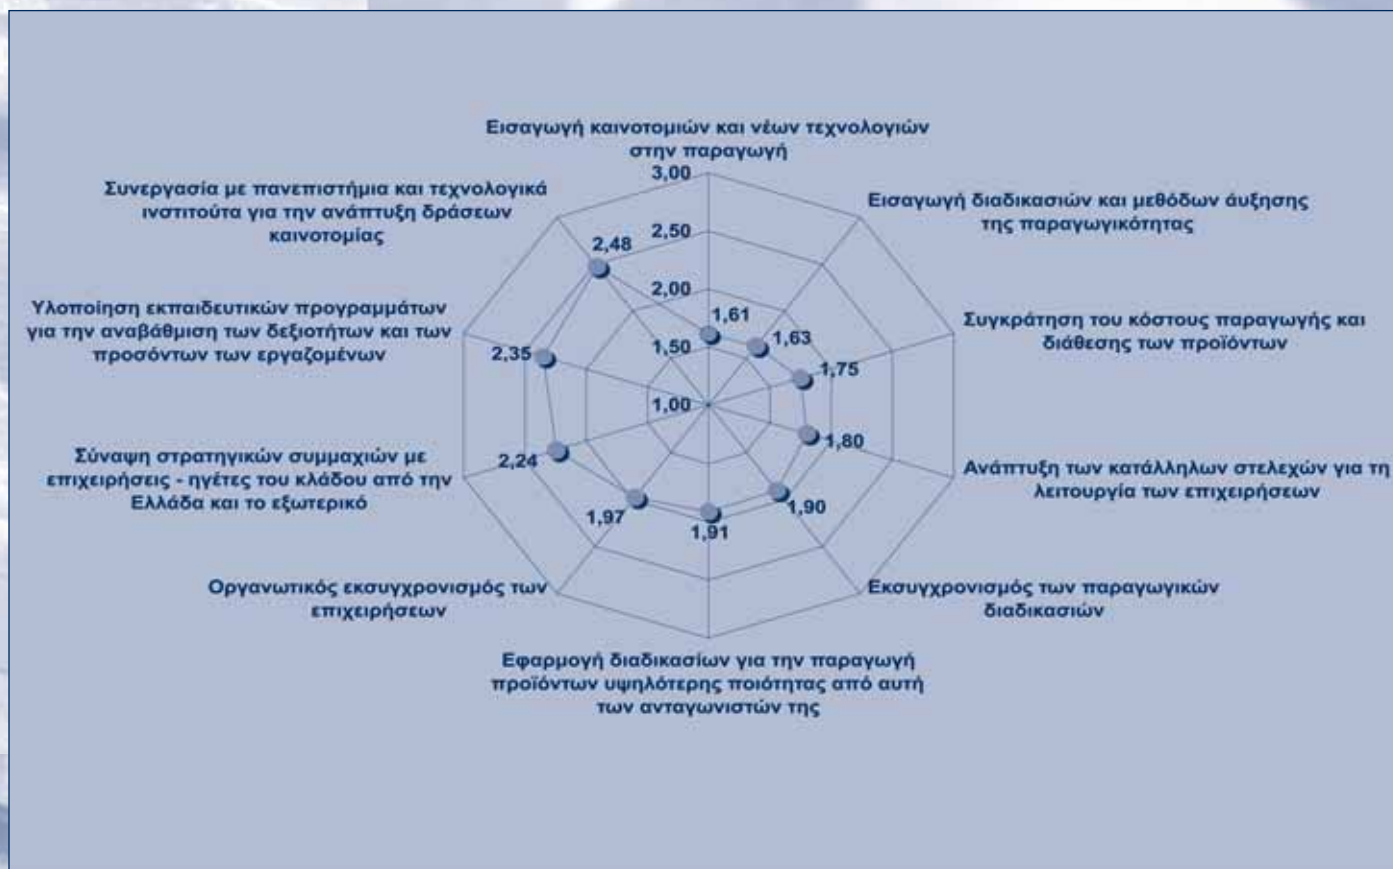 Εισαγωγή καινοτομιών και νέων τεχνολογιών
στην παραγωγή
Εισαγωγή διαδικασιών και μεθόδων άυξησης
της παραγωγικότητας
Συγκράτηση του κόστους παραγωγής και
διάθεσης των προϊόντων
Ανάπτυξη των κατάλληλων στελεχών για τη
λειτουργία των επιχειρήσεων
Εκσυγχρονισμός των παραγωγικών
διαδικασιών
Εφαρμογή διαδικασίων για την παραγωγή
προϊόντων υψηλότερης ποιότητας από αυτή
των ανταγωνιστών της
Οργανωτικός εκσυγχρονισμός των
επιχειρήσεων
Σύναψη στρατηγικών συμμαχιών με
επιχειρήσεις - ηγέτες του κλάδου από την
Ελλάδα και το εξωτερικό
Υλοποίηση εκπαιδευτικών προγραμμάτων
για την αναβάθμιση των δεξιοτήτων και των
προσόντων των εργαζομένων
Συνεργασία με πανεπιστήμια και τεχνολογικά
ινστιτούτα για την ανάπτυξη δράσεων
καινοτομίας
3,00
2,50
2,00
1,50
1,00
1,61
1,63
1,75
1,80
1,90
1,91
1,97
2,24
2,35
2,48